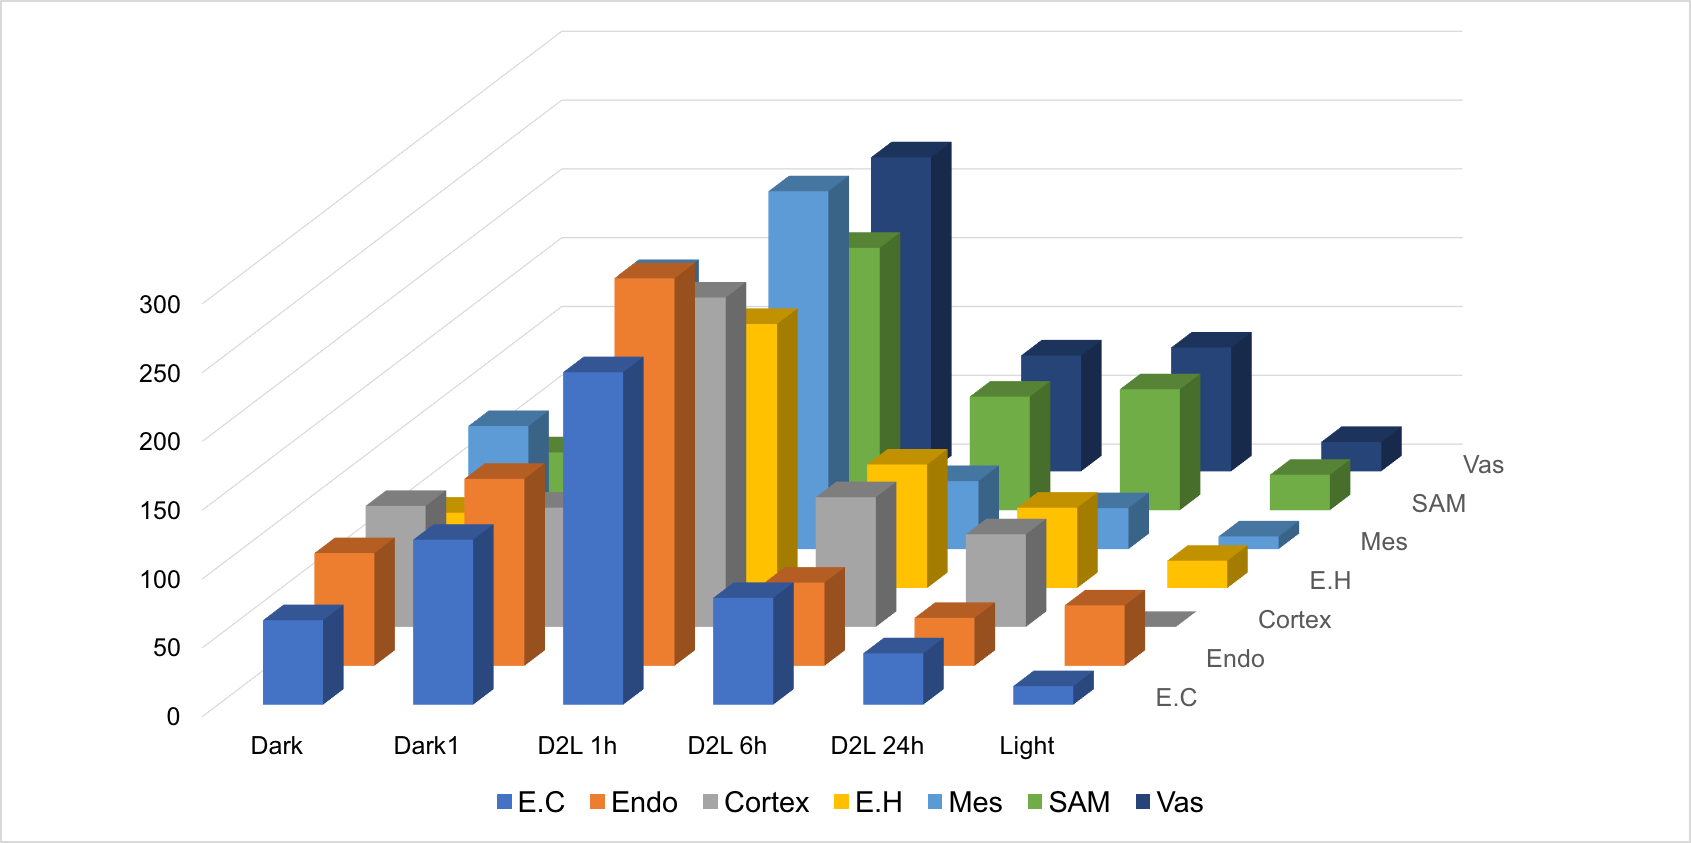 300
250
200
150
100
50
0
Vas
SAM
Mes
E.H
Cortex
Endo
E.C
Dark Dark1 D2L 1h D2L 6h D2L 24h Light
E.C Endo Cortex E.H Mes SAM Vas